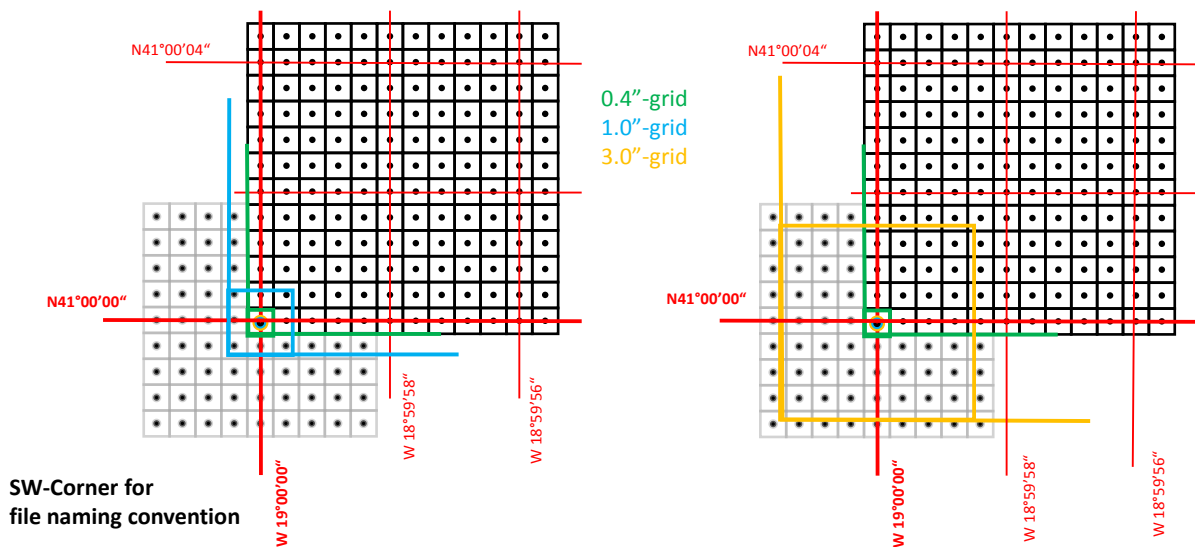 N41°00’04“
N41°00’00“
W 19°00’00“
W 18°59’58“
W 18°59’56“
SW-Corner for
file naming convention
0.4”-grid
1.0”-grid
3.0”-grid
N41°00’04“
N41°00’00“
W 19°00’00“
W 18°59’58“
W 18°59’56“